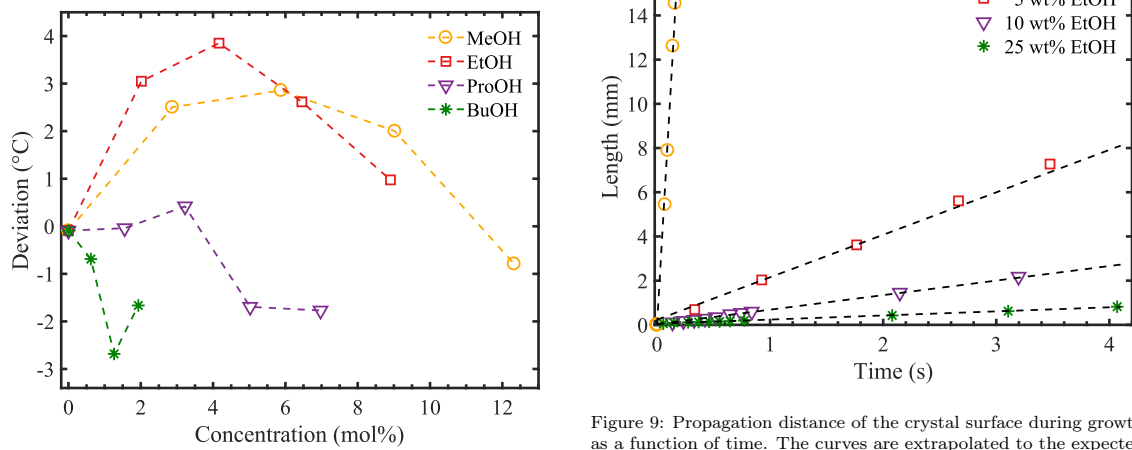 4
3
2
1
0
-1
-2
-3
Deviation (°C)
MeOH
EtOH
ProOH
BuOH
0 2 4 6 8 10 12
Concentration (mol%)
14
12
10
8
6
4
2
0
Length (mm)
5 wt% EtOH
10 wt% EtOH
25 wt% EtOH
0 1 2 3 4
Time (s)
Figure 9: Propagation distance of the crystal surface during growt
as a function of time. The curves are extrapolated to the expecte